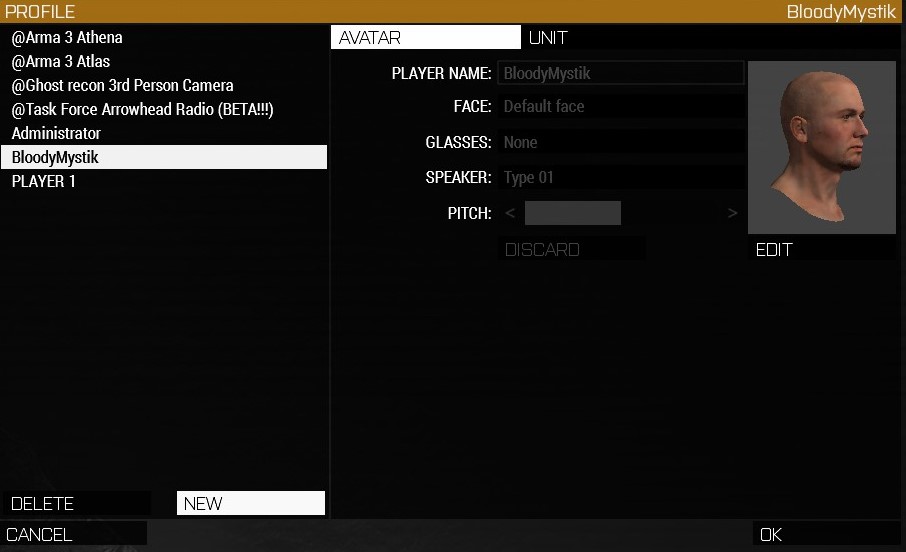 PROFILE BloodyMystik
@Arma 3 Athena
@Arma 3 Atlas
@Ghost recon 3rd Person Camera
@Task Force Arrowhead Radio (BETA!!!)
Administrator
BloodyMystik
PLAYER 1
AVATAR UNIT
PLAYER NAME: BloodyMystik
FACE: Default face
GLASSES: None
SPEAKER: Type 01
PITCH: < >
DISCARD EDIT
DELETE NEW
CANCEL OK